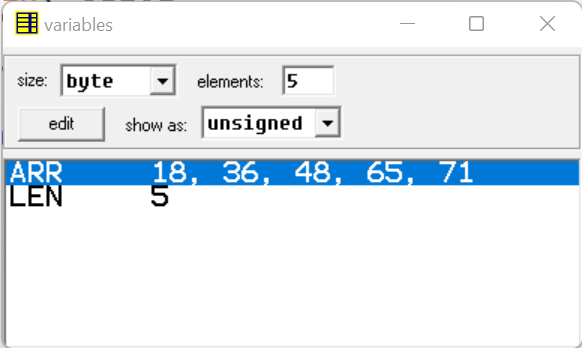 variables
size: byte elements: 5
edit show as: unsigned
ARR 18, 36, 48, 65, 71
LEN 5